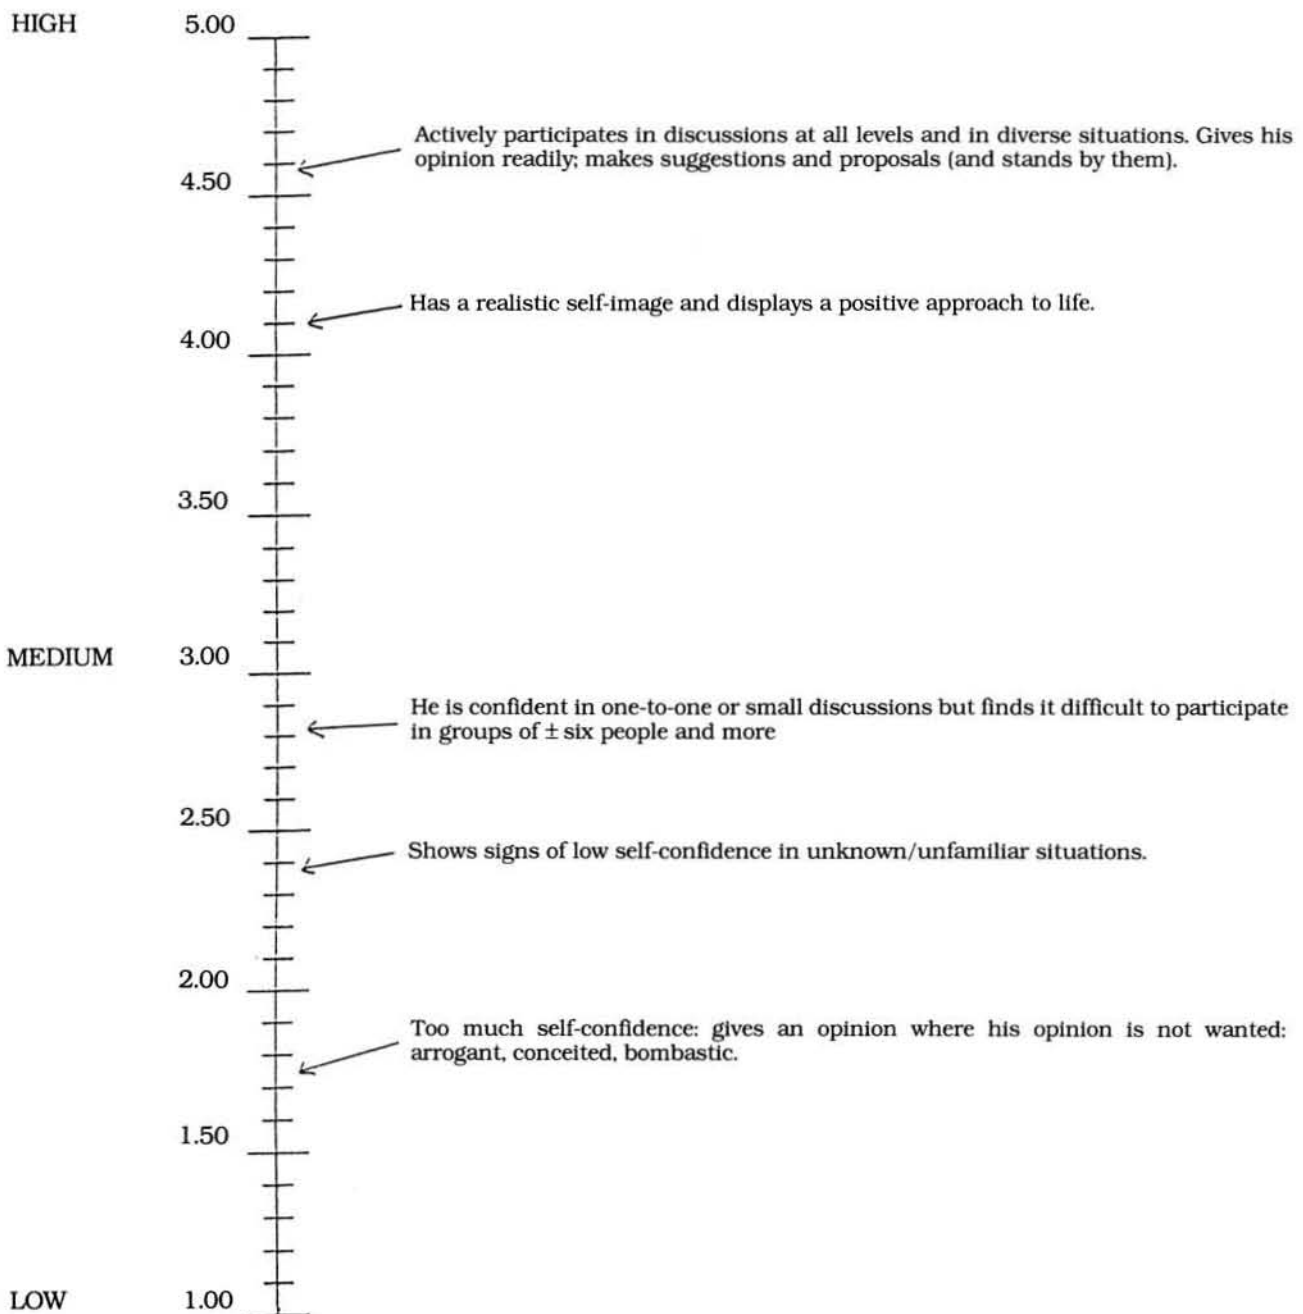 HIGH 5.00
Actively participates in discussions at all levels and in diverse situations. Gives his
opinion readily; makes suggestions and proposals (and stands by them).
4.50
Has a realistic self-image and displays a positive approach to life.
4.00
3.50
MEDIUM 3.00
He is confident in one-to-one or small discussions but finds it difficult to participate
in groups of ± six people and more
2.50
Shows signs of low self-confidence in unknown/unfamiliar situations.
2.00
Too much self-confidence: gives an opinion where his opinion is not wanted:
arrogant, conceited, bombastic.
1.50
LOW 1.00